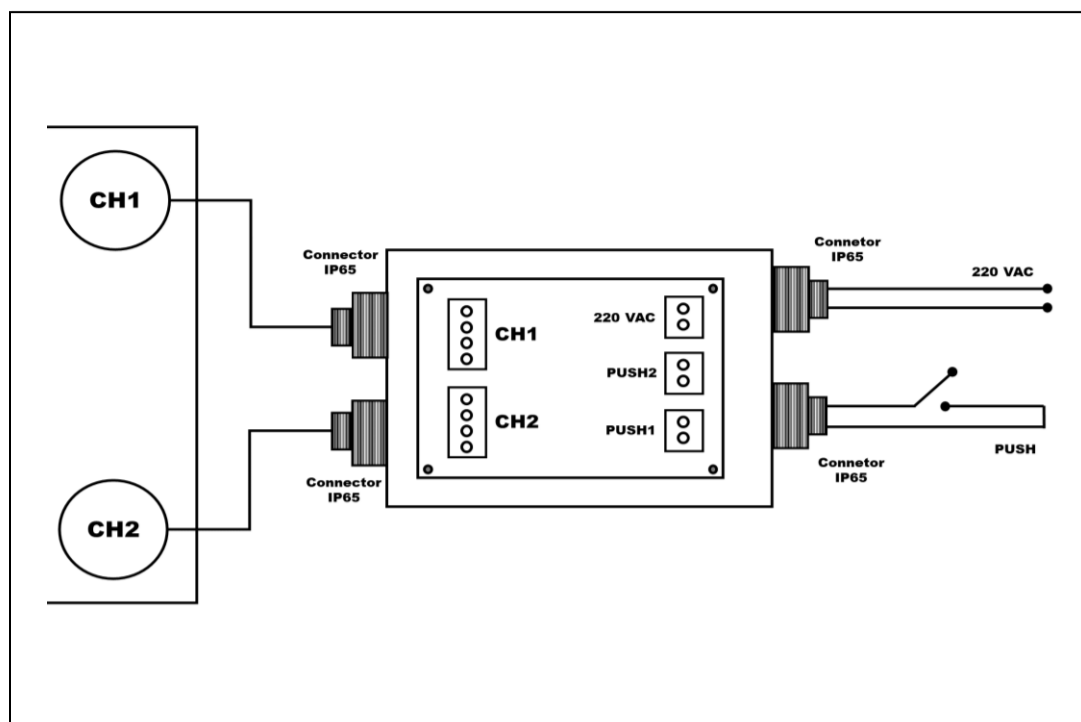 CH1
Connector
IP65
CH1
CH2
Connector
IP65
CH2
220 VAC
PUSH2
PUSH1
Connetor
IP65
220 VAC
PUSH
Connetor
IP65